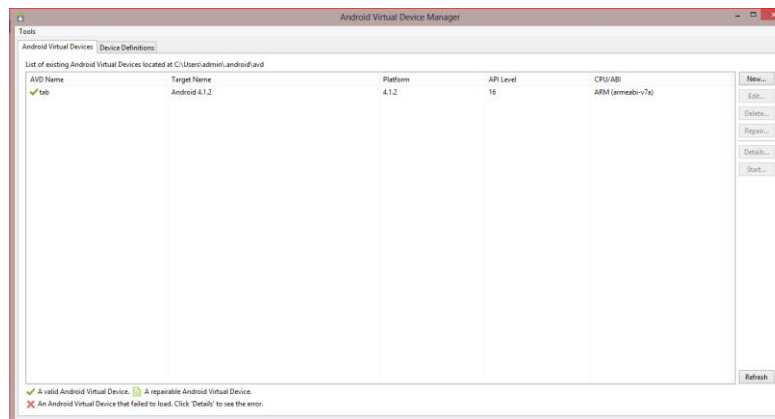 Android Virtual Device Manager
Tools
Android Virtual Devices Device Definitions
List of existing Android Virtual Devices located at C:\Users\admin\.android\avd
AVD Name Target Name Platform API Level CPU/ABI
tab Android 4.1.2 4.1.2 16 ARM (armeabi-v7a)
New...
Edit...
Delete...
Repair...
Details...
Start...
Refresh
A valid Android Virtual Device. A repairable Android Virtual Device.
An Android Virtual Device that failed to load. Click 'Details' to see the error.